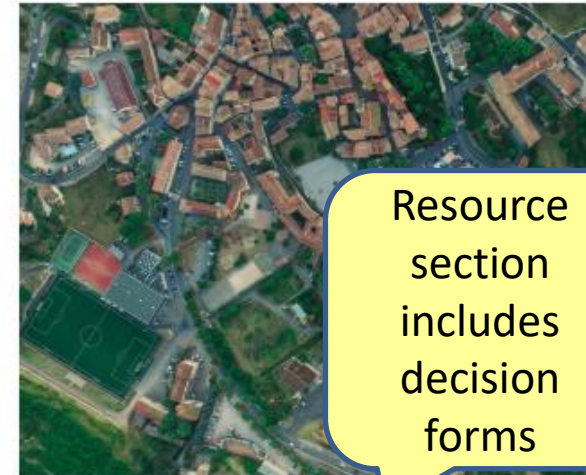 Resource
section
includes
decision
forms